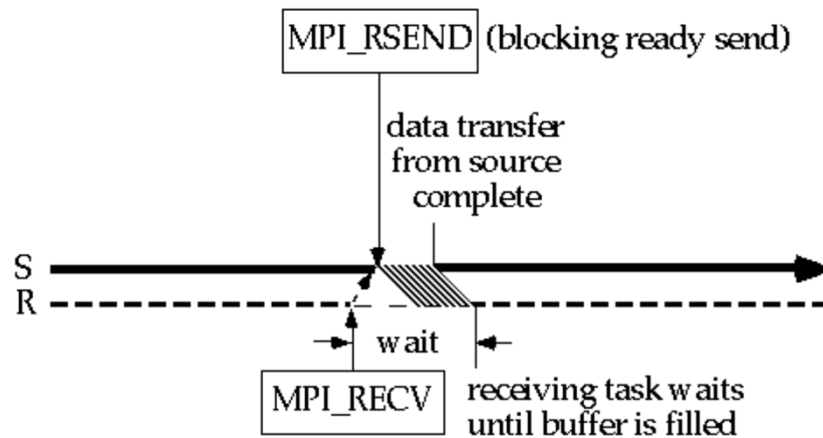 MPI_RSEND (blocking ready send)
data transfer
from source
complete
S
R
wait
MPI_RECV
receiving task waits
until buffer is filled